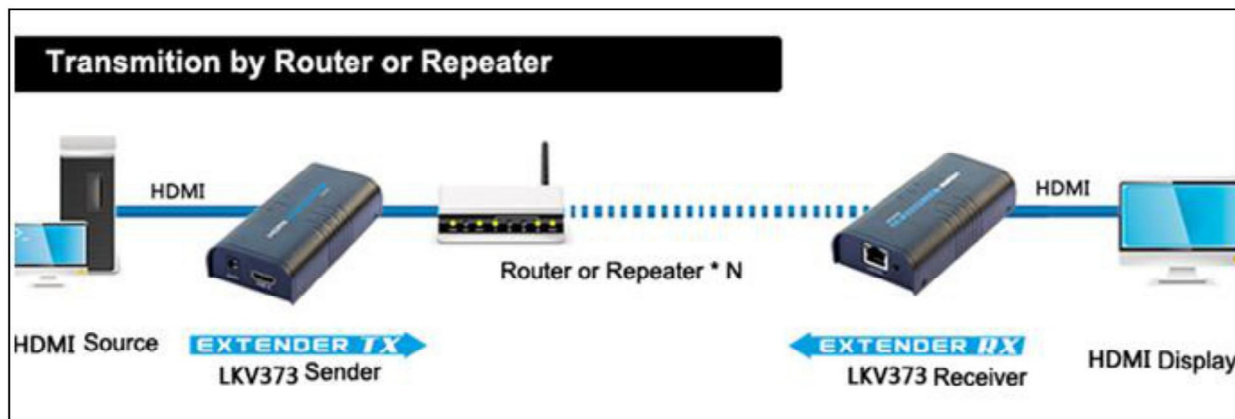 Transmition by Router or Repeater
HDMI
HDMI
Router or Repeater * N
HDMI Source
EXTENDER TX
LKV373 Sender
EXTENDER RX
LKV373 Receiver
HDMI Display